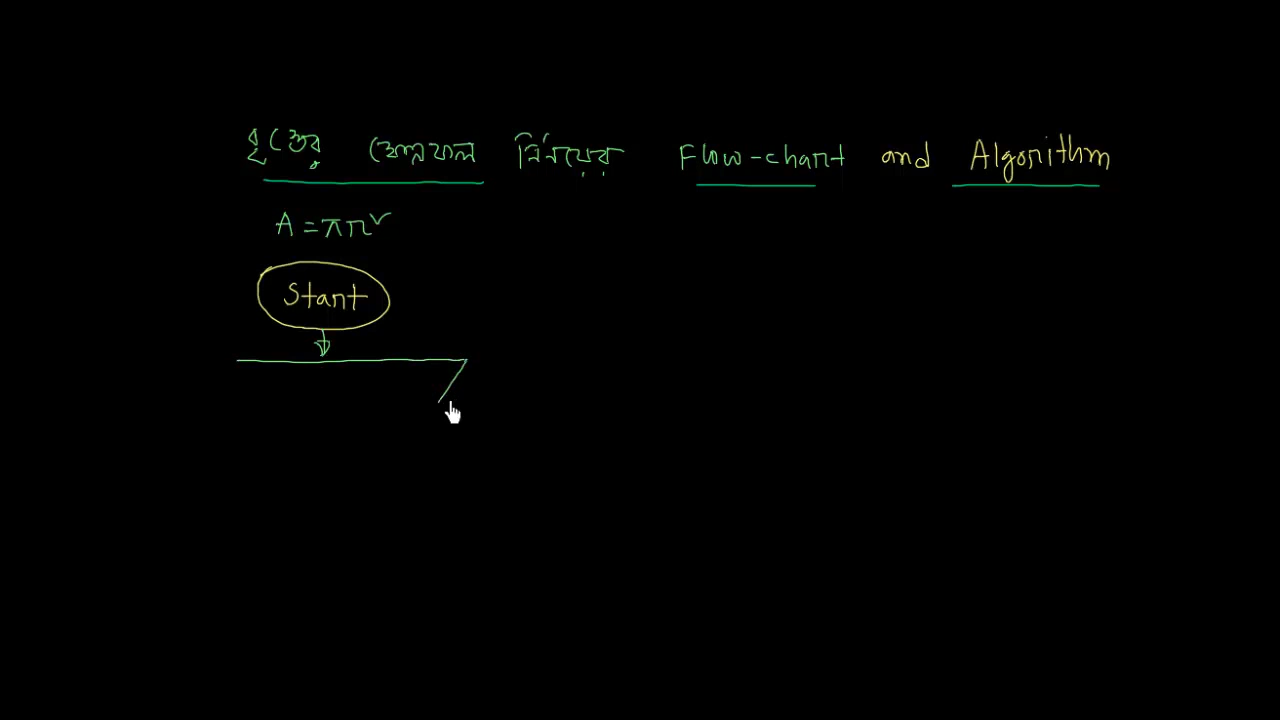 বৃত্তের ক্ষেত্রফল নির্ণয়ের Flow-chart and Algorithm
A = πr²
Start